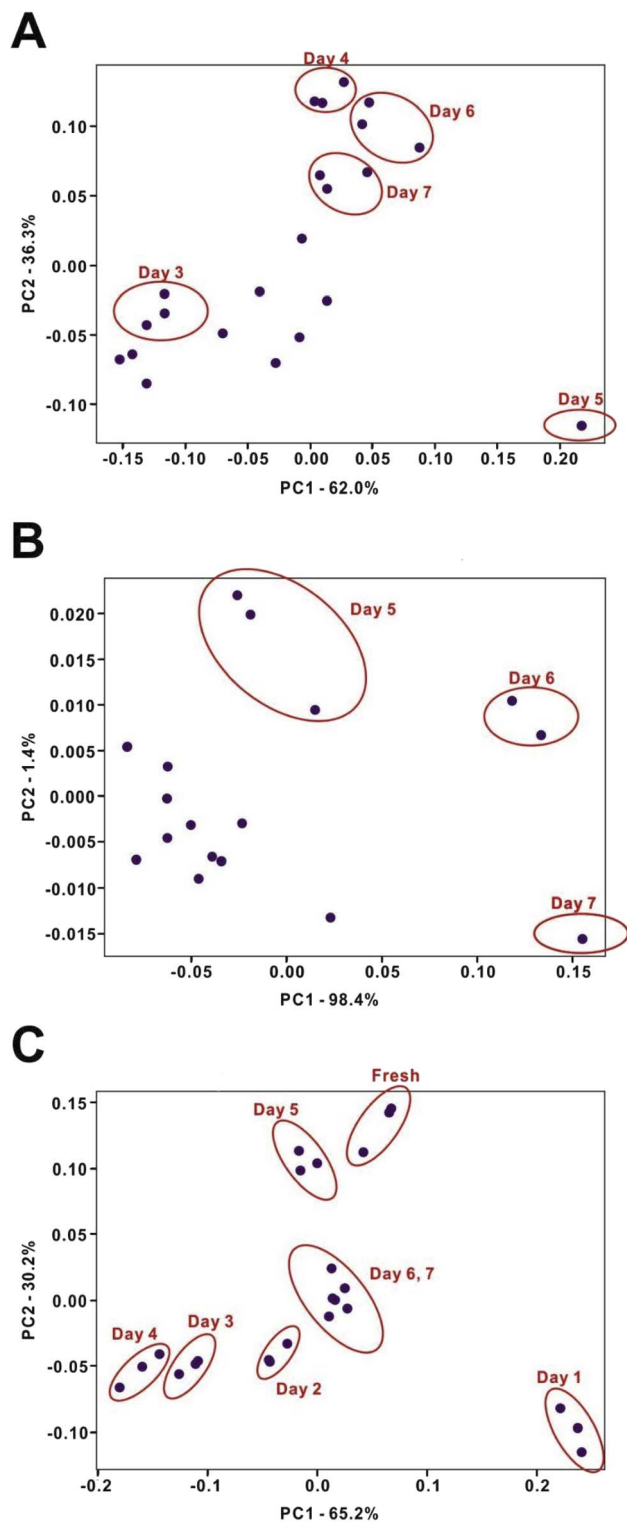 A
Day 4
Day 6
Day 7
Day 3
Day 5
0.10
0.05
0.00
-0.05
-0.10
PC2 - 36.3%
-0.15 -0.10 -0.05 0.00 0.05 0.10 0.15 0.20
PC1 - 62.0%
B
Day 5
Day 6
Day 7
0.020
0.015
0.010
0.005
0.000
-0.005
-0.010
-0.015
PC2 - 1.4%
-0.05 0.00 0.05 0.10 0.15
PC1 - 98.4%
C
Fresh
Day 5
Day 6, 7
Day 4
Day 3
Day 2
Day 1
0.15
0.10
0.05
0.00
-0.05
-0.10
PC2 - 30.2%
-0.2 -0.1 0.0 0.1 0.2
PC1 - 65.2%